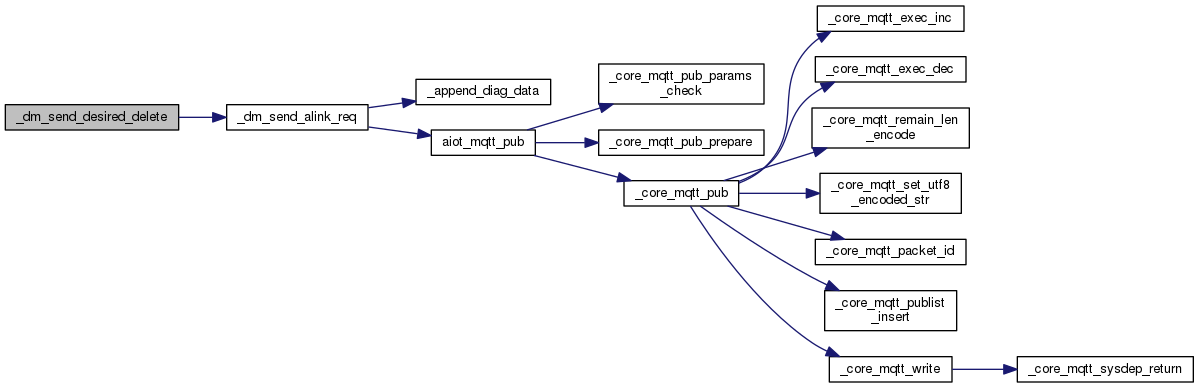 _dm_send_desired_delete
_dm_send_alink_req
_append_diag_data
aiot_mqtt_pub
_core_mqtt_pub_params
_check
_core_mqtt_pub_prepare
_core_mqtt_pub
_core_mqtt_exec_inc
_core_mqtt_exec_dec
_core_mqtt_remain_len
_encode
_core_mqtt_set_utf8
_encoded_str
_core_mqtt_packet_id
_core_mqtt_publist
_insert
_core_mqtt_write
_core_mqtt_sysdep_return